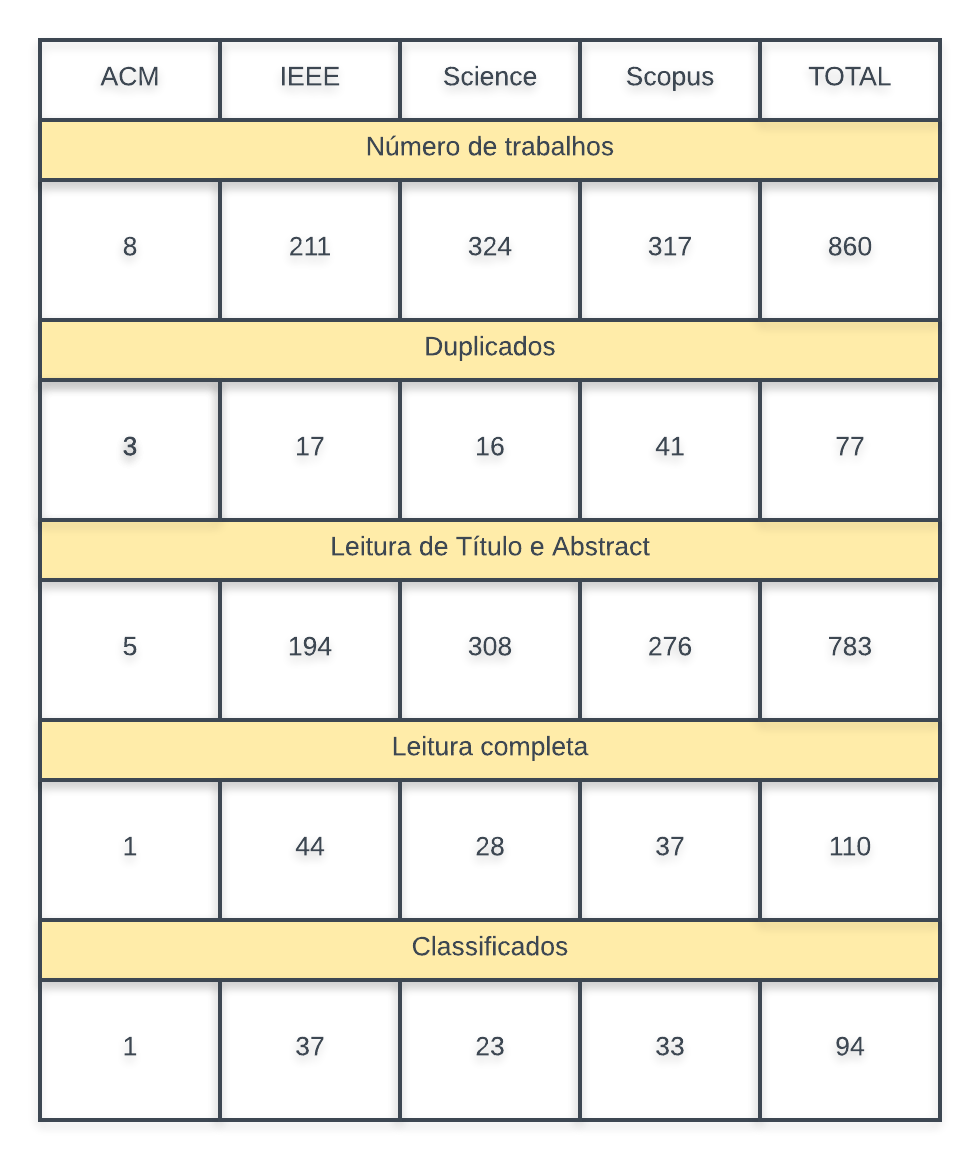 ACM IEEE Science Scopus TOTAL
Número de trabalhos
8 211 324 317 860
Duplicados
3 17 16 41 77
Leitura de Título e Abstract
5 194 308 276 783
Leitura completa
1 44 28 37 110
Classificados
1 37 23 33 94